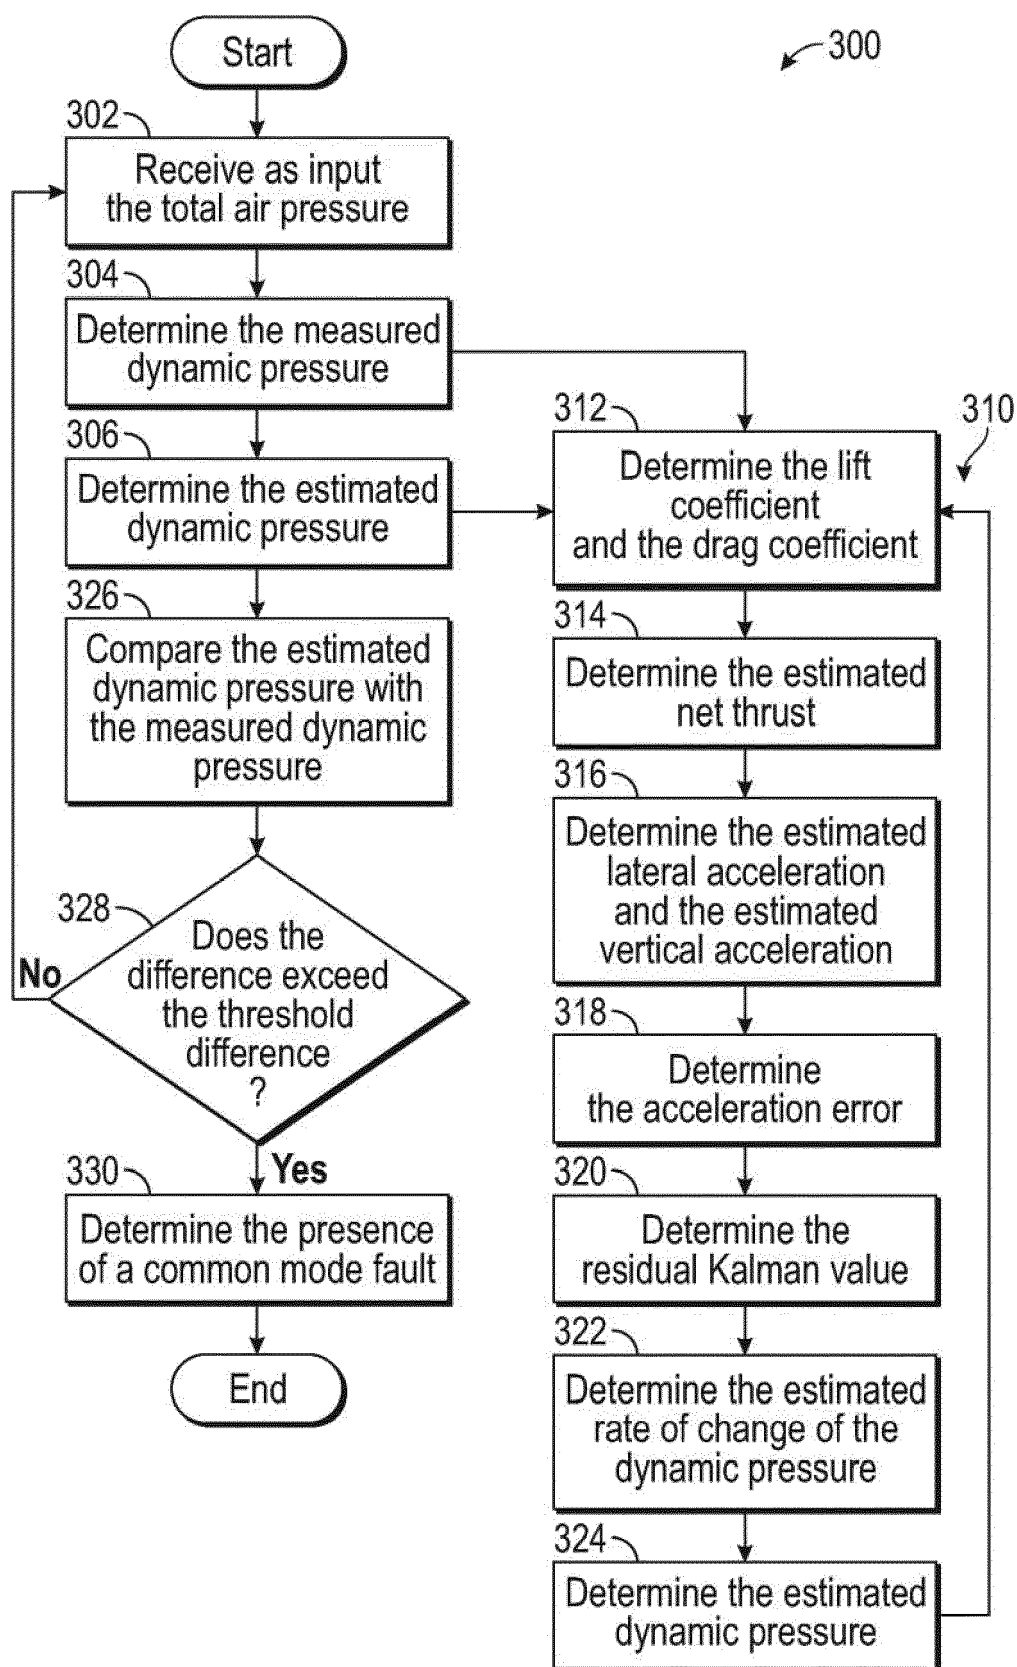 Start
300
302
Receive as input
the total air pressure
304
Determine the measured
dynamic pressure
306
Determine the estimated
dynamic pressure
326
Compare the estimated
dynamic pressure with
the measured dynamic
pressure
328
Does the
difference exceed
the threshold
difference
?
No
Yes
330
Determine the presence
of a common mode fault
End
310
312
Determine the lift
coefficient
and the drag coefficient
314
Determine the estimated
net thrust
316
Determine the estimated
lateral acceleration
and the estimated
vertical acceleration
318
Determine
the acceleration error
320
Determine the
residual Kalman value
322
Determine the estimated
rate of change of the
dynamic pressure
324
Determine the estimated
dynamic pressure